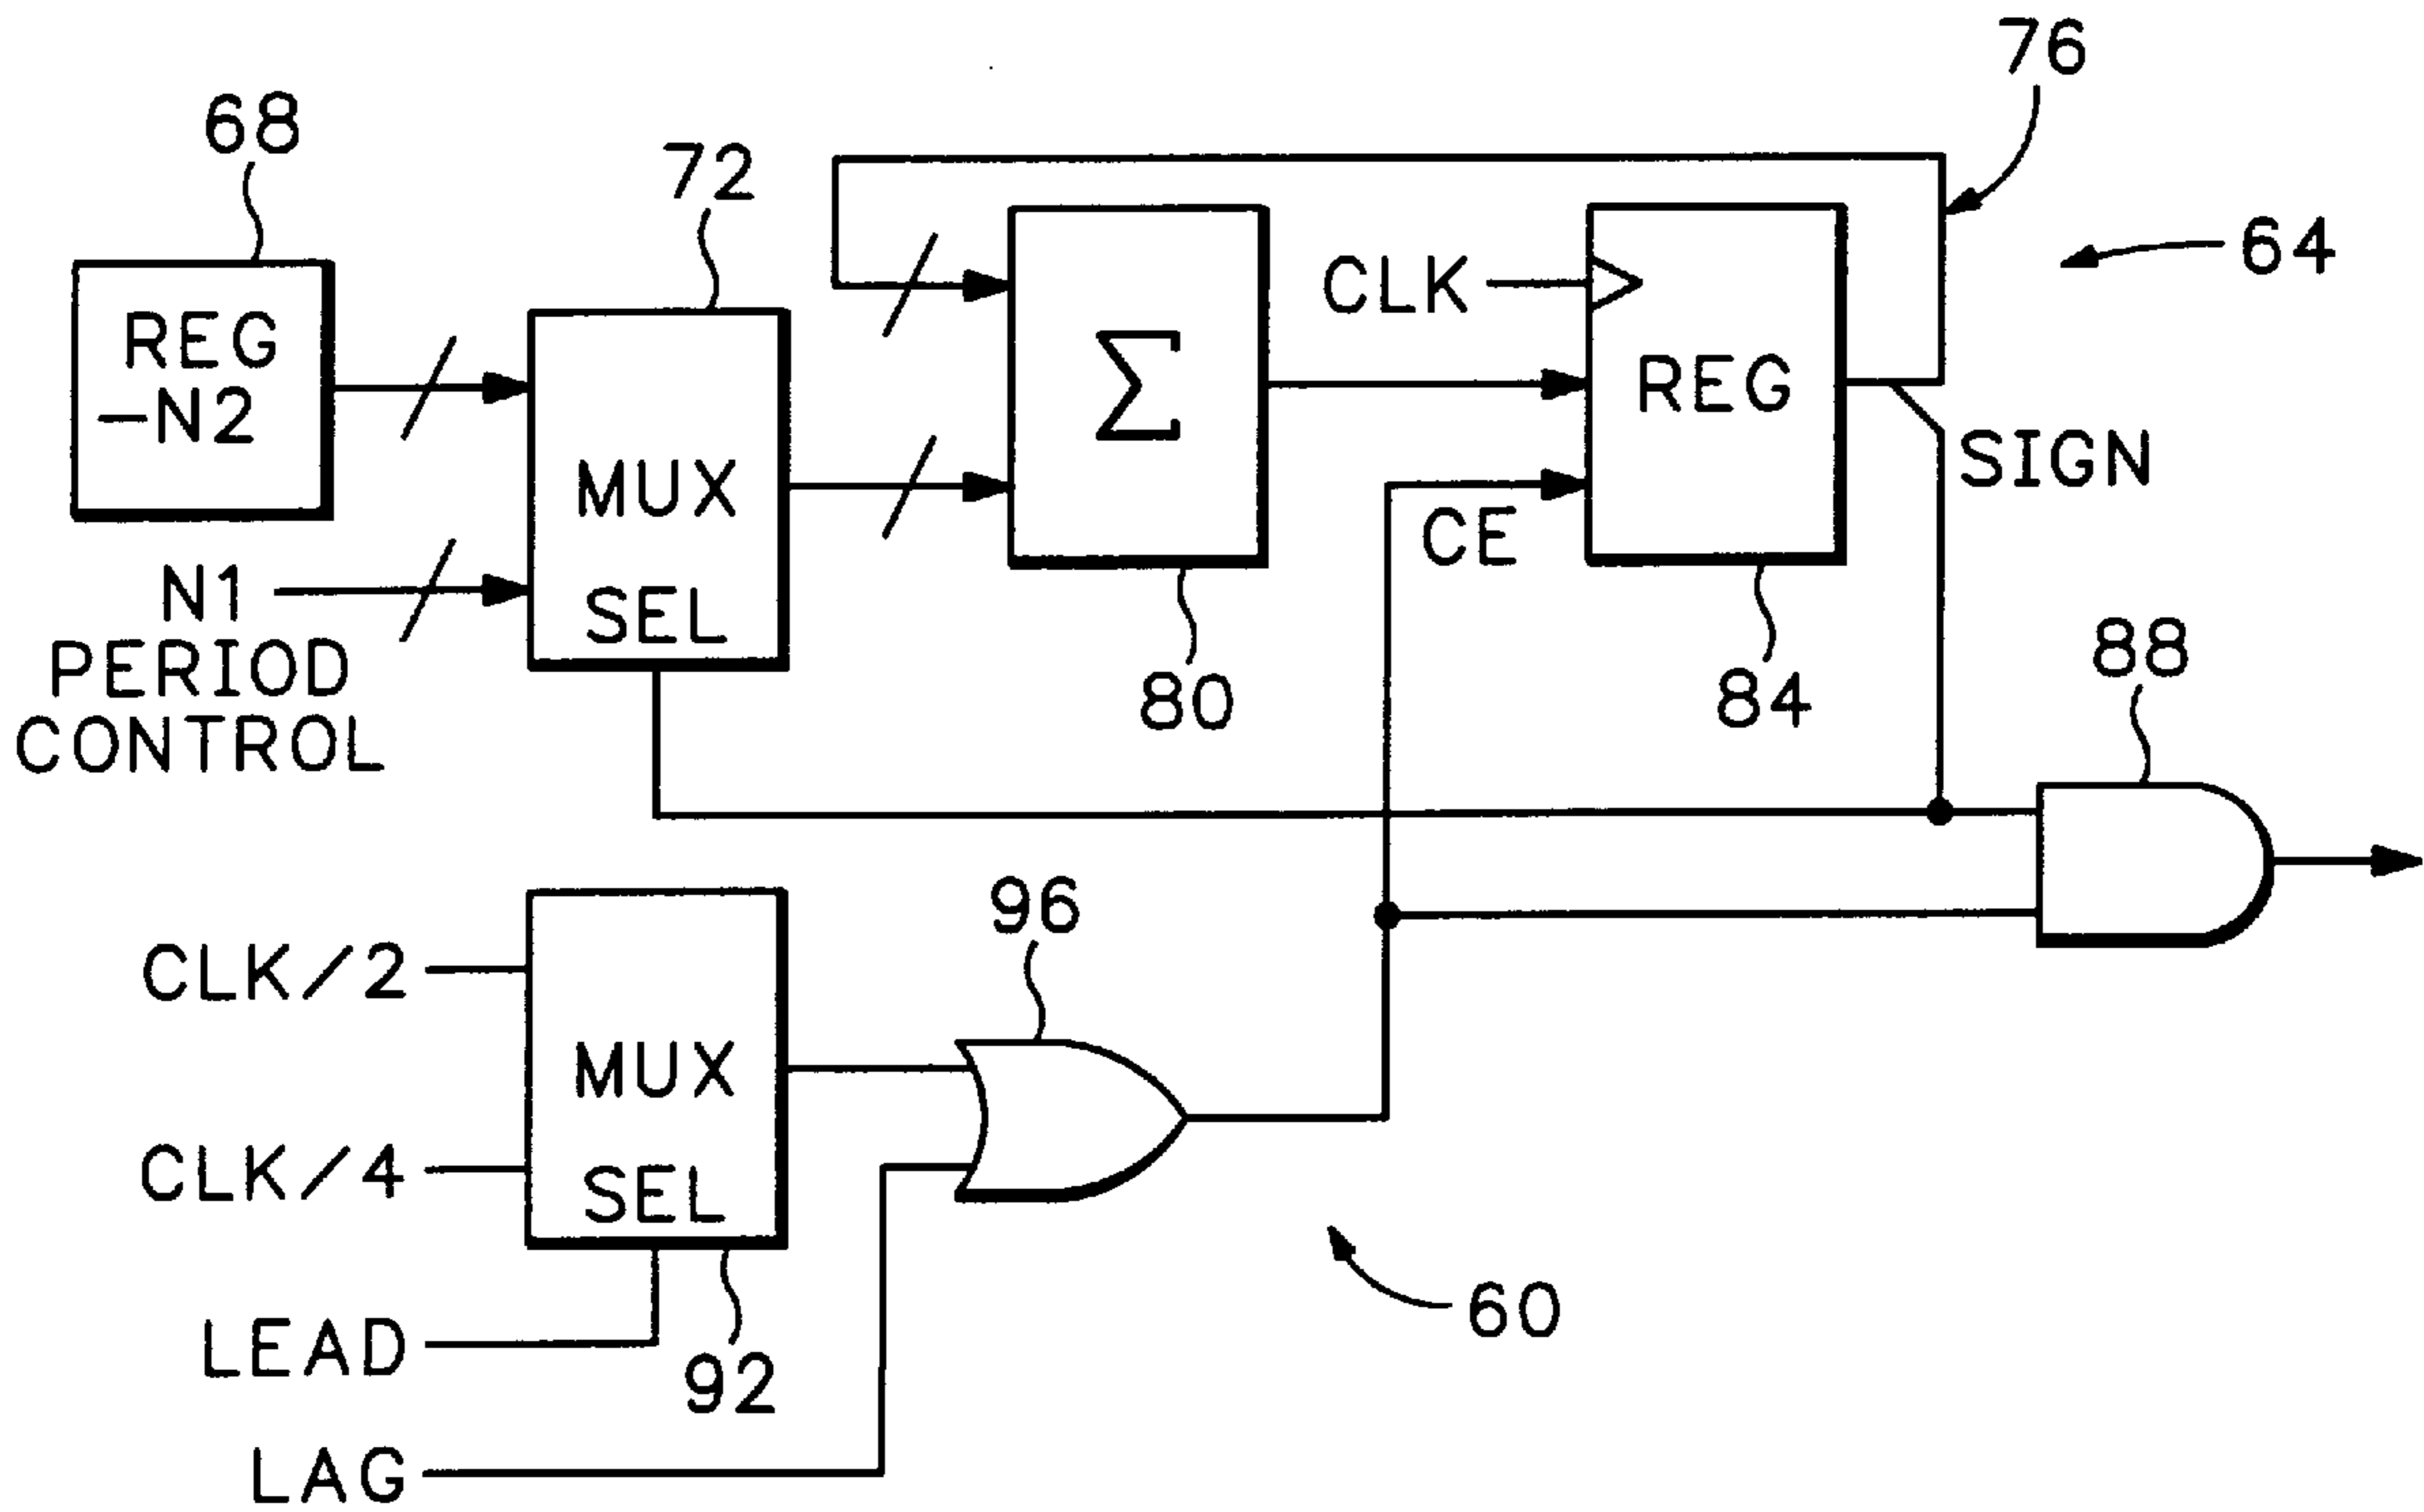 76
68
72
64
REG
-N2
CLK
Σ
REG
SIGN
MUX
SEL
CE
N1
PERIOD
CONTROL
80
84
88
96
CLK/2
MUX
CLK/4
SEL
60
LEAD
92
LAG